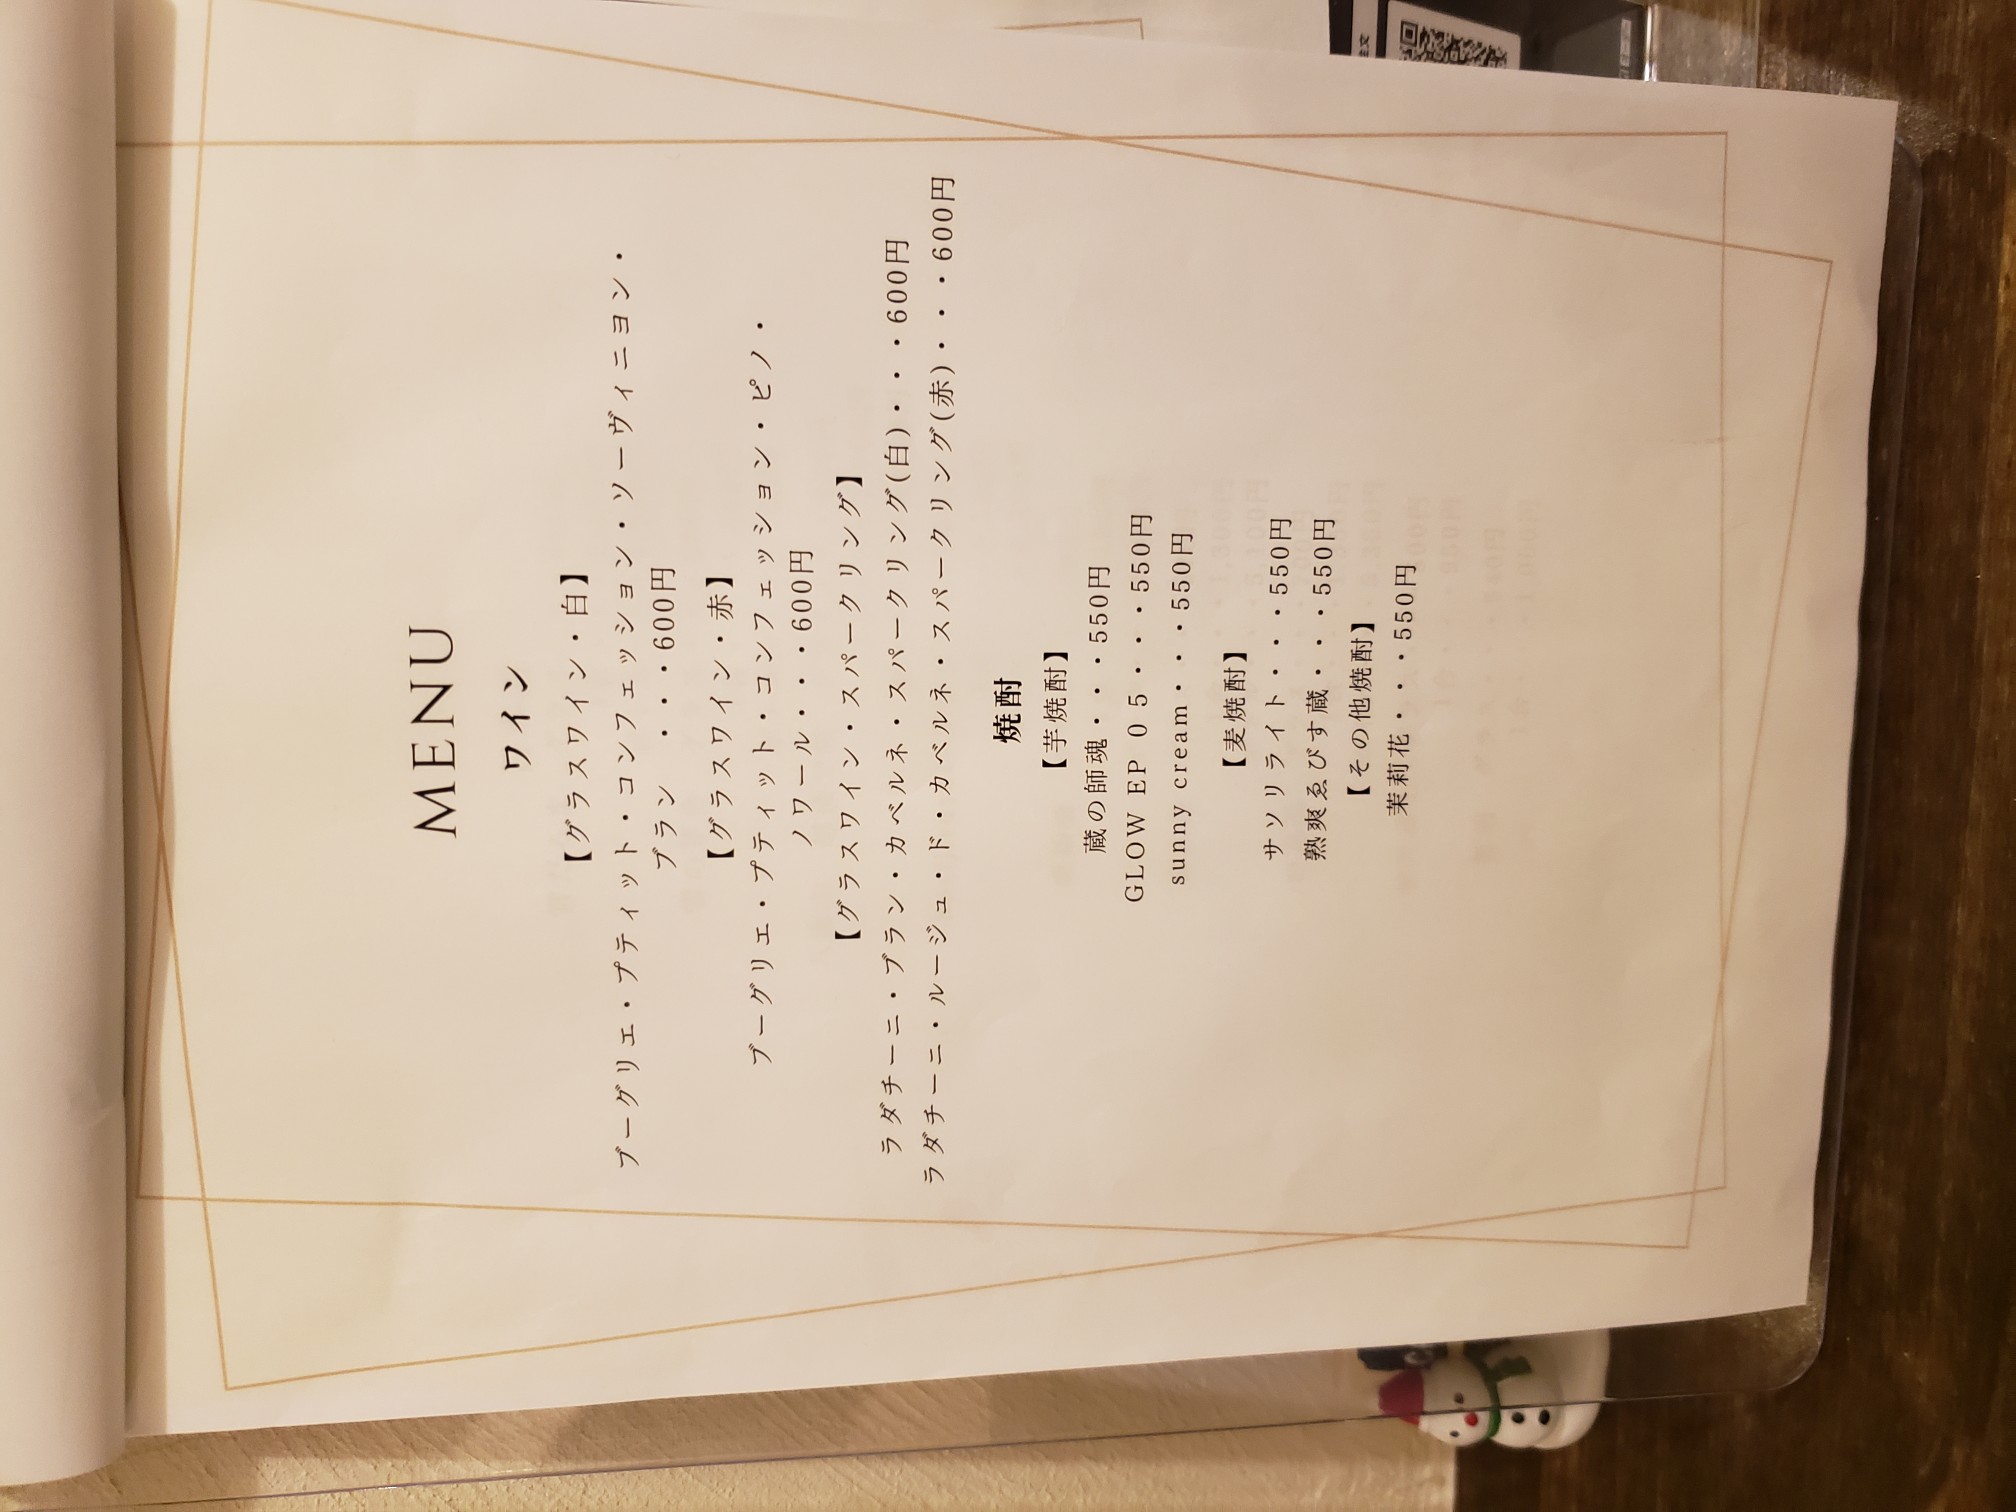 MENU
ワイン
【グラスワイン・白】
ブーグリエ・プティット・コンフェッション・ソーヴィニヨン・
ブラン ・・・600円
【グラスワイン・赤】
ブーグリエ・プティット・コンフェッション・ピノ・
ノワール・・・600円
【グラスワイン・スパークリング】
ラダチーニ・ブラン・カベルネ・スパークリング(白)・・・600円
ラダチーニ・ルージュ・ド・カベルネ・スパークリング(赤)・・・600円
焼酎
【芋焼酎】
蔵の師魂・・・550円
GLOW EP 0 5・・・550円
sunny cream・・・550円
【麦焼酎】
サソリライト・・・550円
熟爽ゑびす蔵・・・550円
【その他焼酎】
茉莉花・・・550円